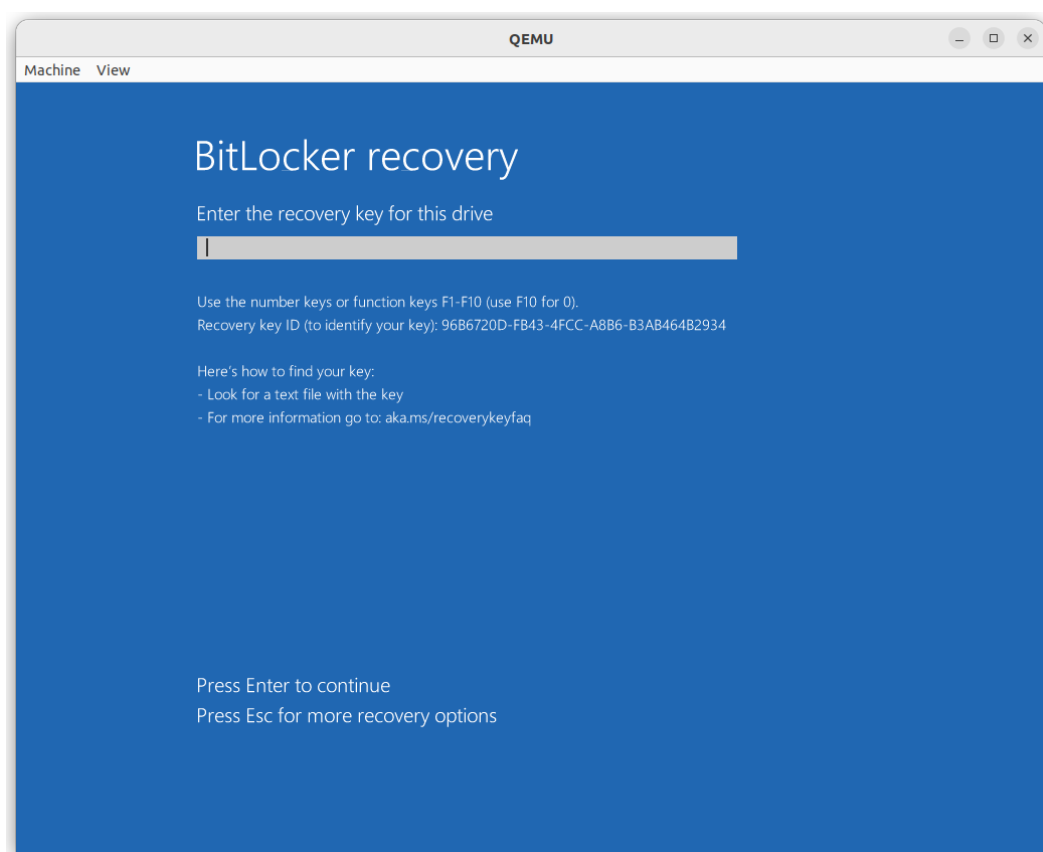 QEMU
Machine View
BitLocker recovery
Enter the recovery key for this drive
Use the number keys or function keys F1-F10 (use F10 for 0).
Recovery key ID (to identify your key): 96B6720D-FB43-4FCC-A8B6-B3AB464B2934
Here's how to find your key:
- Look for a text file with the key
- For more information go to: aka.ms/recoverykeyfaq
Press Enter to continue
Press Esc for more recovery options